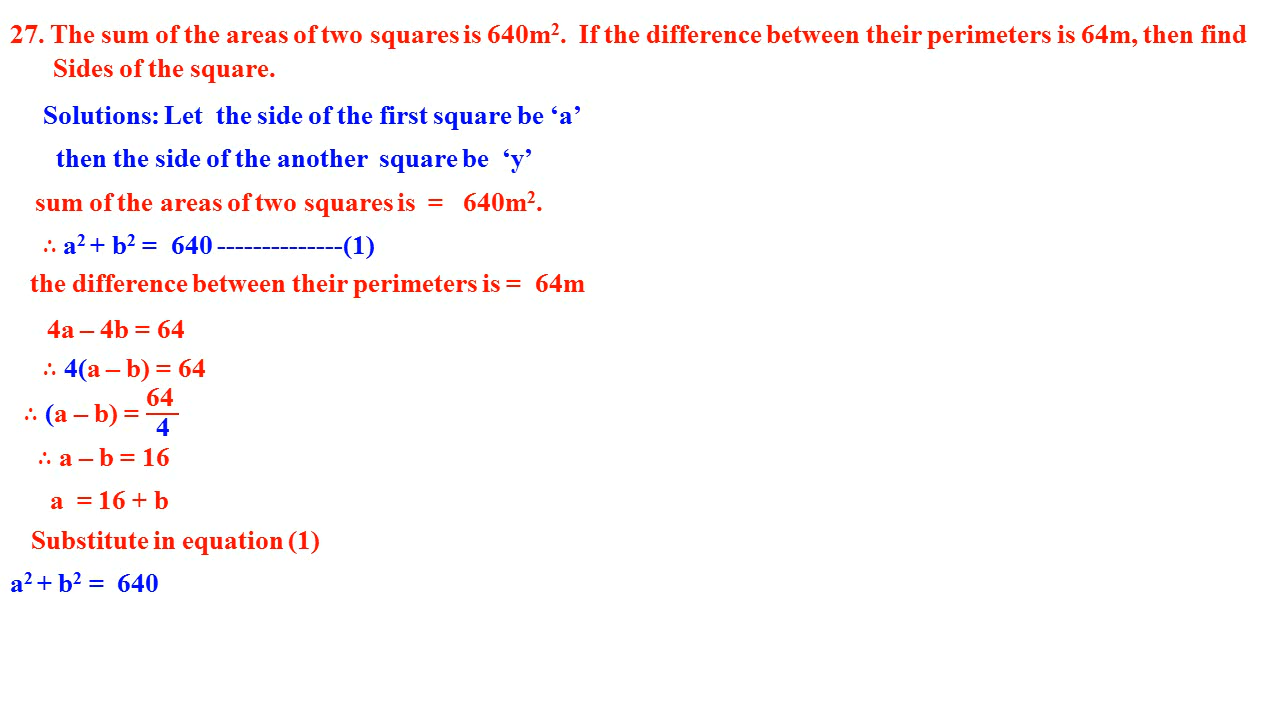 27. The sum of the areas of two squares is 640m². If the difference between their perimeters is 64m, then find
Sides of the square.
Solutions: Let the side of the first square be ‘a’
then the side of the another square be ‘y’
sum of the areas of two squares is = 640m².
∴ a² + b² = 640 --------------(1)
the difference between their perimeters is = 64m
4a – 4b = 64
∴ 4(a – b) = 64
∴ (a – b) = 64/4
∴ a – b = 16
a = 16 + b
Substitute in equation (1)
a² + b² = 640